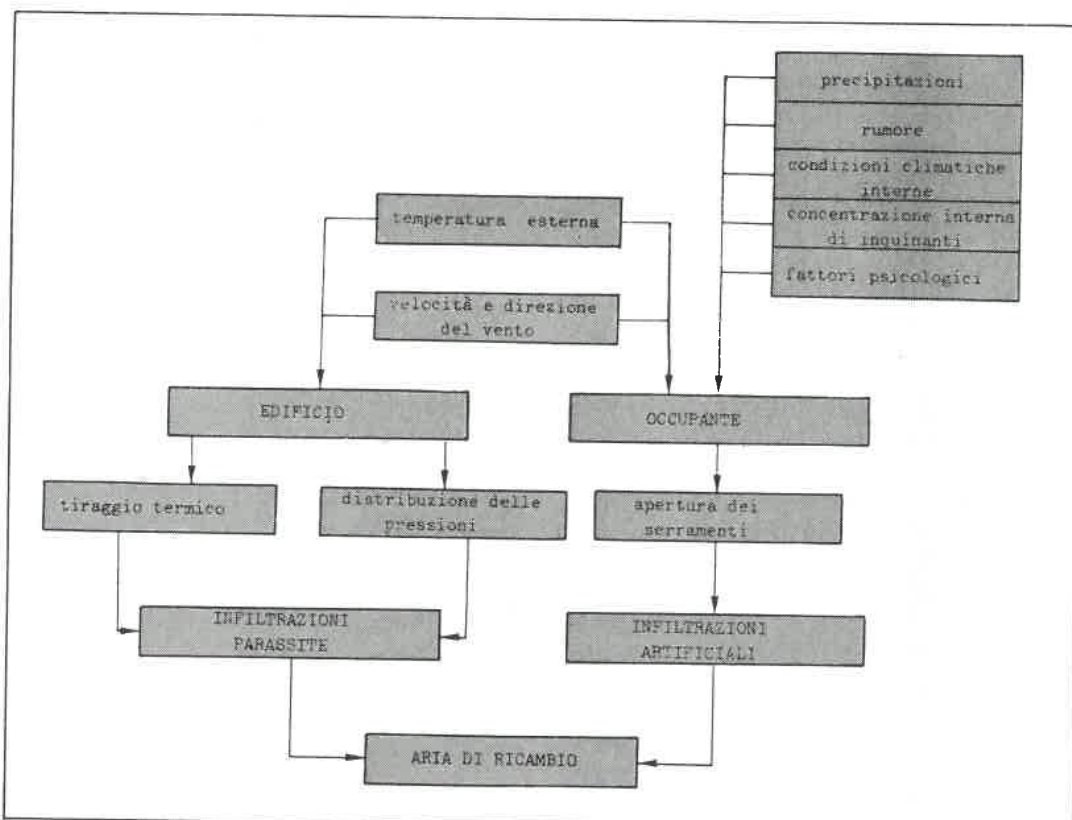 precipitazioni
rumore
condizioni climatiche
interne
concentrazione interna
di inquinanti
fattori psicologici
temperatura esterna
velocità e direzione
del vento
EDIFICIO
OCCUPANTE
tiraggio termico
distribuzione delle
pressioni
apertura dei
serramenti
INFILTRAZIONI
PARASSITE
INFILTRAZIONI
ARTIFICIALI
ARIA DI RICAMBIO